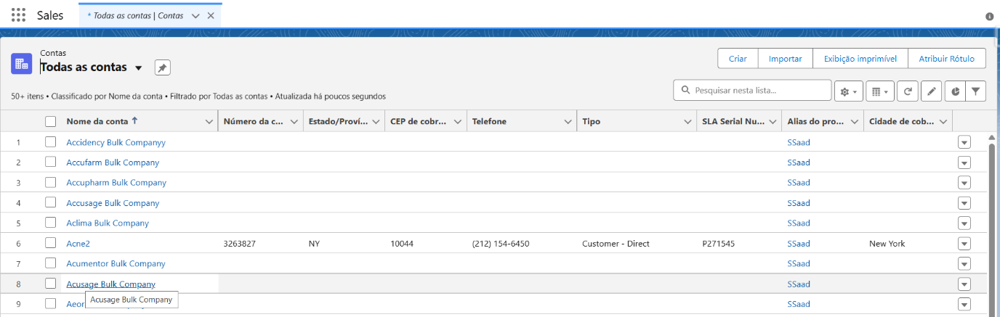 Sales
* Todas as contas | Contas
Contas
Todas as contas
Criar
Importar
Exibição imprimível
Atribuir Rótulo
50+ itens • Classificado por Nome da conta • Filtrado por Todas as contas • Atualizada há poucos segundos
Pesquisar nesta lista...
Nome da conta ↑ Número da c... Estado/Proví... CEP de cobr... Telefone Tipo SLA Serial Nu... Alias do pro... Cidade de cob...
1 Accidency Bulk Companyy SSaad
2 Accufarm Bulk Company SSaad
3 Accupharm Bulk Company SSaad
4 Accusage Bulk Company SSaad
5 Aclima Bulk Company SSaad
6 Acne2 3263827 NY 10044 (212) 154-6450 Customer - Direct P271545 SSaad New York
7 Acumentor Bulk Company SSaad
8 Acusage Bulk Company SSaad
Acusage Bulk Company
9 Aeor SSaad